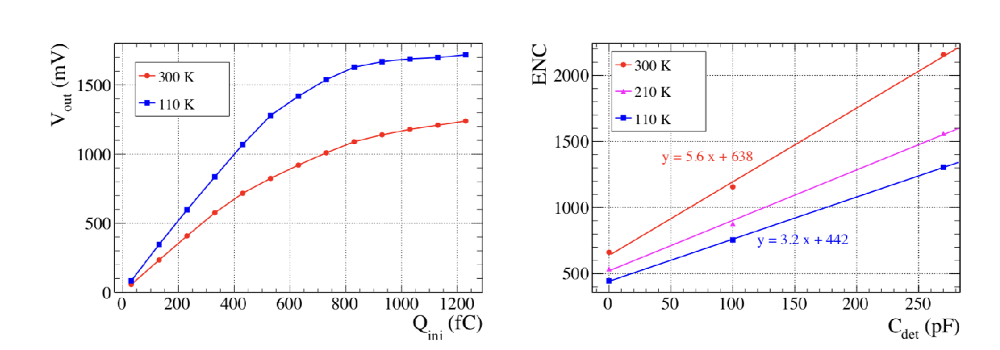 V_out (mV)
1500
1000
500
0
300 K
110 K
0 200 400 600 800 1000 1200
Q_inj (fC)
ENC
2000
1500
1000
500
300 K
210 K
110 K
y = 5.6 x + 638
y = 3.2 x + 442
0 50 100 150 200 250
C_det (pF)